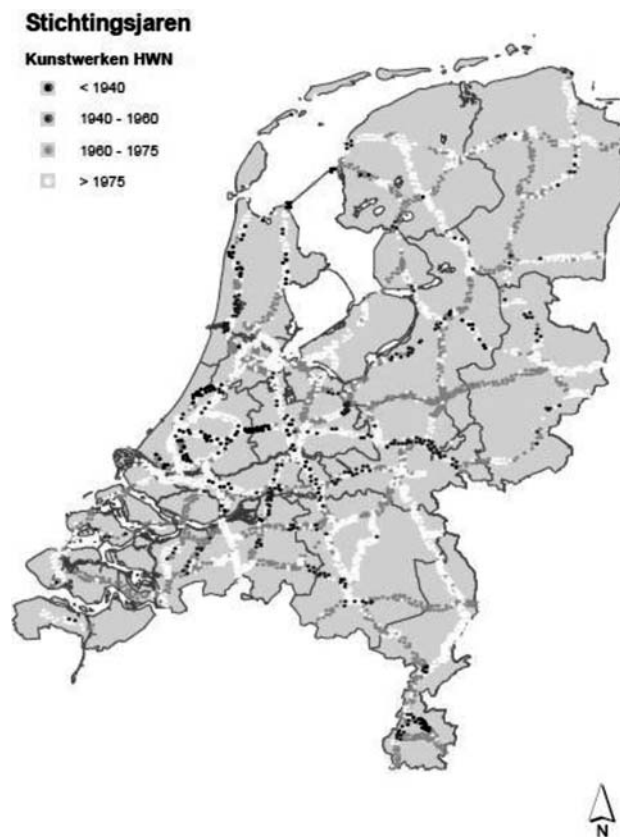 Stichtingsjaren
Kunstwerken HWN
< 1940
1940 - 1960
1960 - 1975
> 1975
N